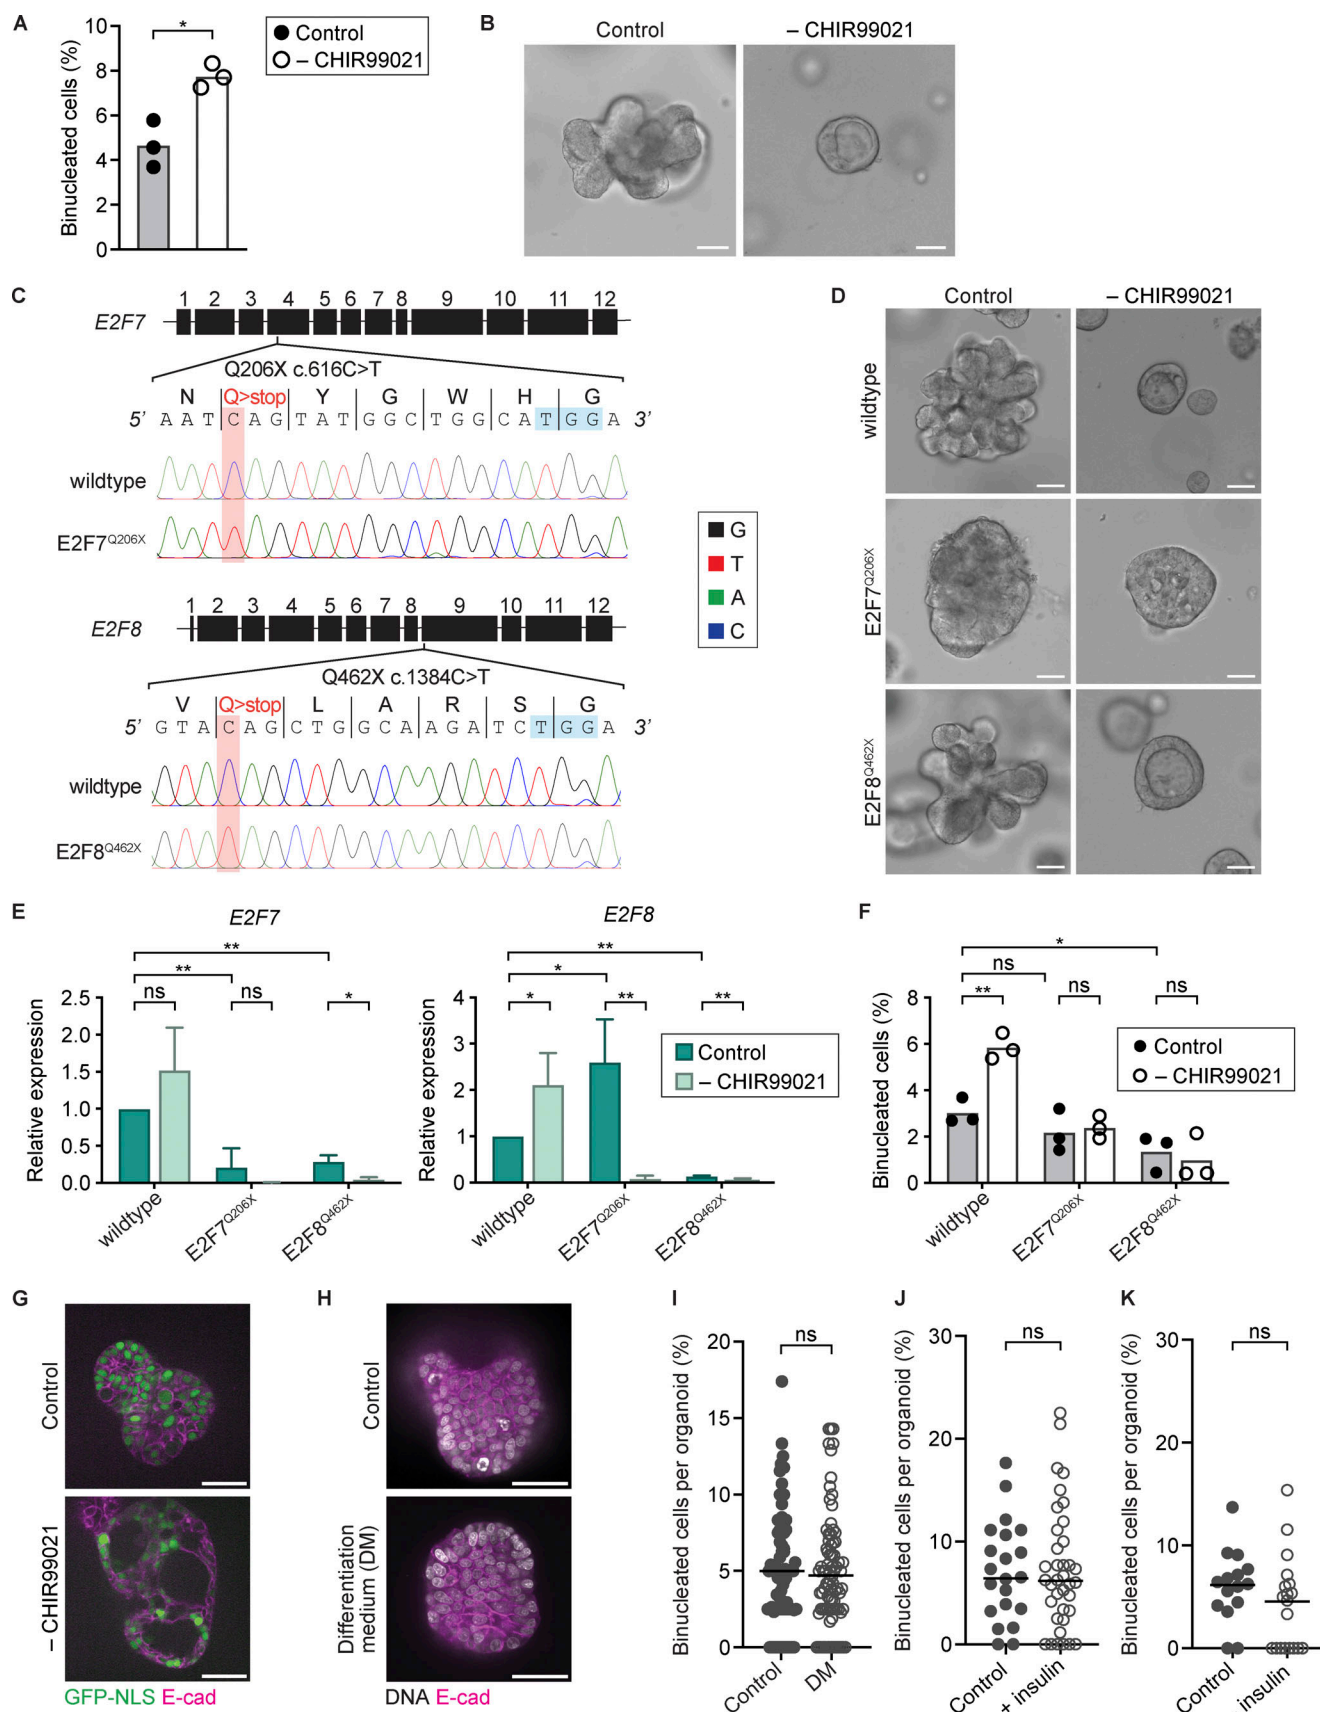 A
10
8
6
4
2
0
Binucleated cells (%)
*
Control
– CHIR99021
B
Control
– CHIR99021
C
E2F7
1 2 3 4 5 6 7 8 9 10 11 12
Q206X c.616C>T
N Q>stop Y G W H G
5' A A T C A G T A T G G C T G G C A T G G A 3'
wildtype
E2F7Q206X
G
T
A
C
E2F8
1 2 3 4 5 6 7 8 9 10 11 12
Q462X c.1384C>T
V Q>stop L A R S G
5' G T A C A G C T G G C A A G A T C T G G A 3'
wildtype
E2F8Q462X
D
Control
– CHIR99021
wildtype
E2F7Q206X
E2F8Q462X
E
E2F7
**
**
ns ns *
2.5
2.0
1.5
1.0
0.5
0.0
Relative expression
wildtype
E2F7Q206X
E2F8Q462X
E2F8
**
*
* ** **
4
3
2
1
0
Relative expression
wildtype
E2F7Q206X
E2F8Q462X
Control
– CHIR99021
F
*
ns
** ns ns
8
6
4
2
0
Binucleated cells (%)
Control
– CHIR99021
wildtype
E2F7Q206X
E2F8Q462X
G
Control
– CHIR99021
GFP-NLS E-cad
H
Control
Differentiation
medium (DM)
DNA E-cad
I
ns
20
15
10
5
0
Binucleated cells per organoid (%)
Control
DM
J
ns
30
20
10
0
Binucleated cells per organoid (%)
Control
+ insulin
K
ns
30
20
10
0
Binucleated cells per organoid (%)
Control
insulin